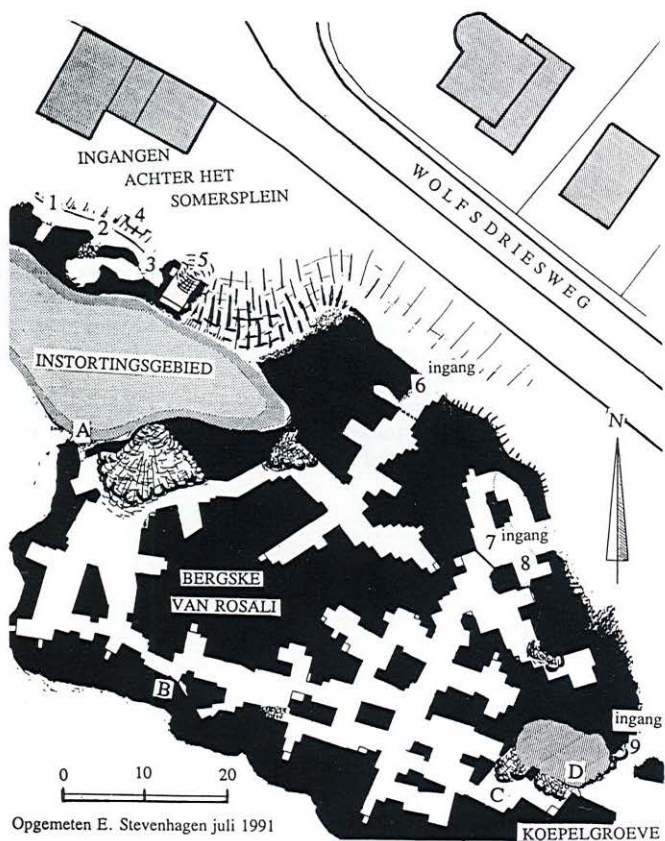 INGANGEN
ACHTER HET
SOMERSPLEIN
WOLFSDRIESWEG
1
2
4
3
5
INSTORTINGSGEBIED
ingang
6
A
N
7
ingang
8
BERGSKE
VAN ROSALI
B
ingang
9
D
C
0 10 20
Opgemeten E. Stevenhagen juli 1991
KOEPELGROEVE